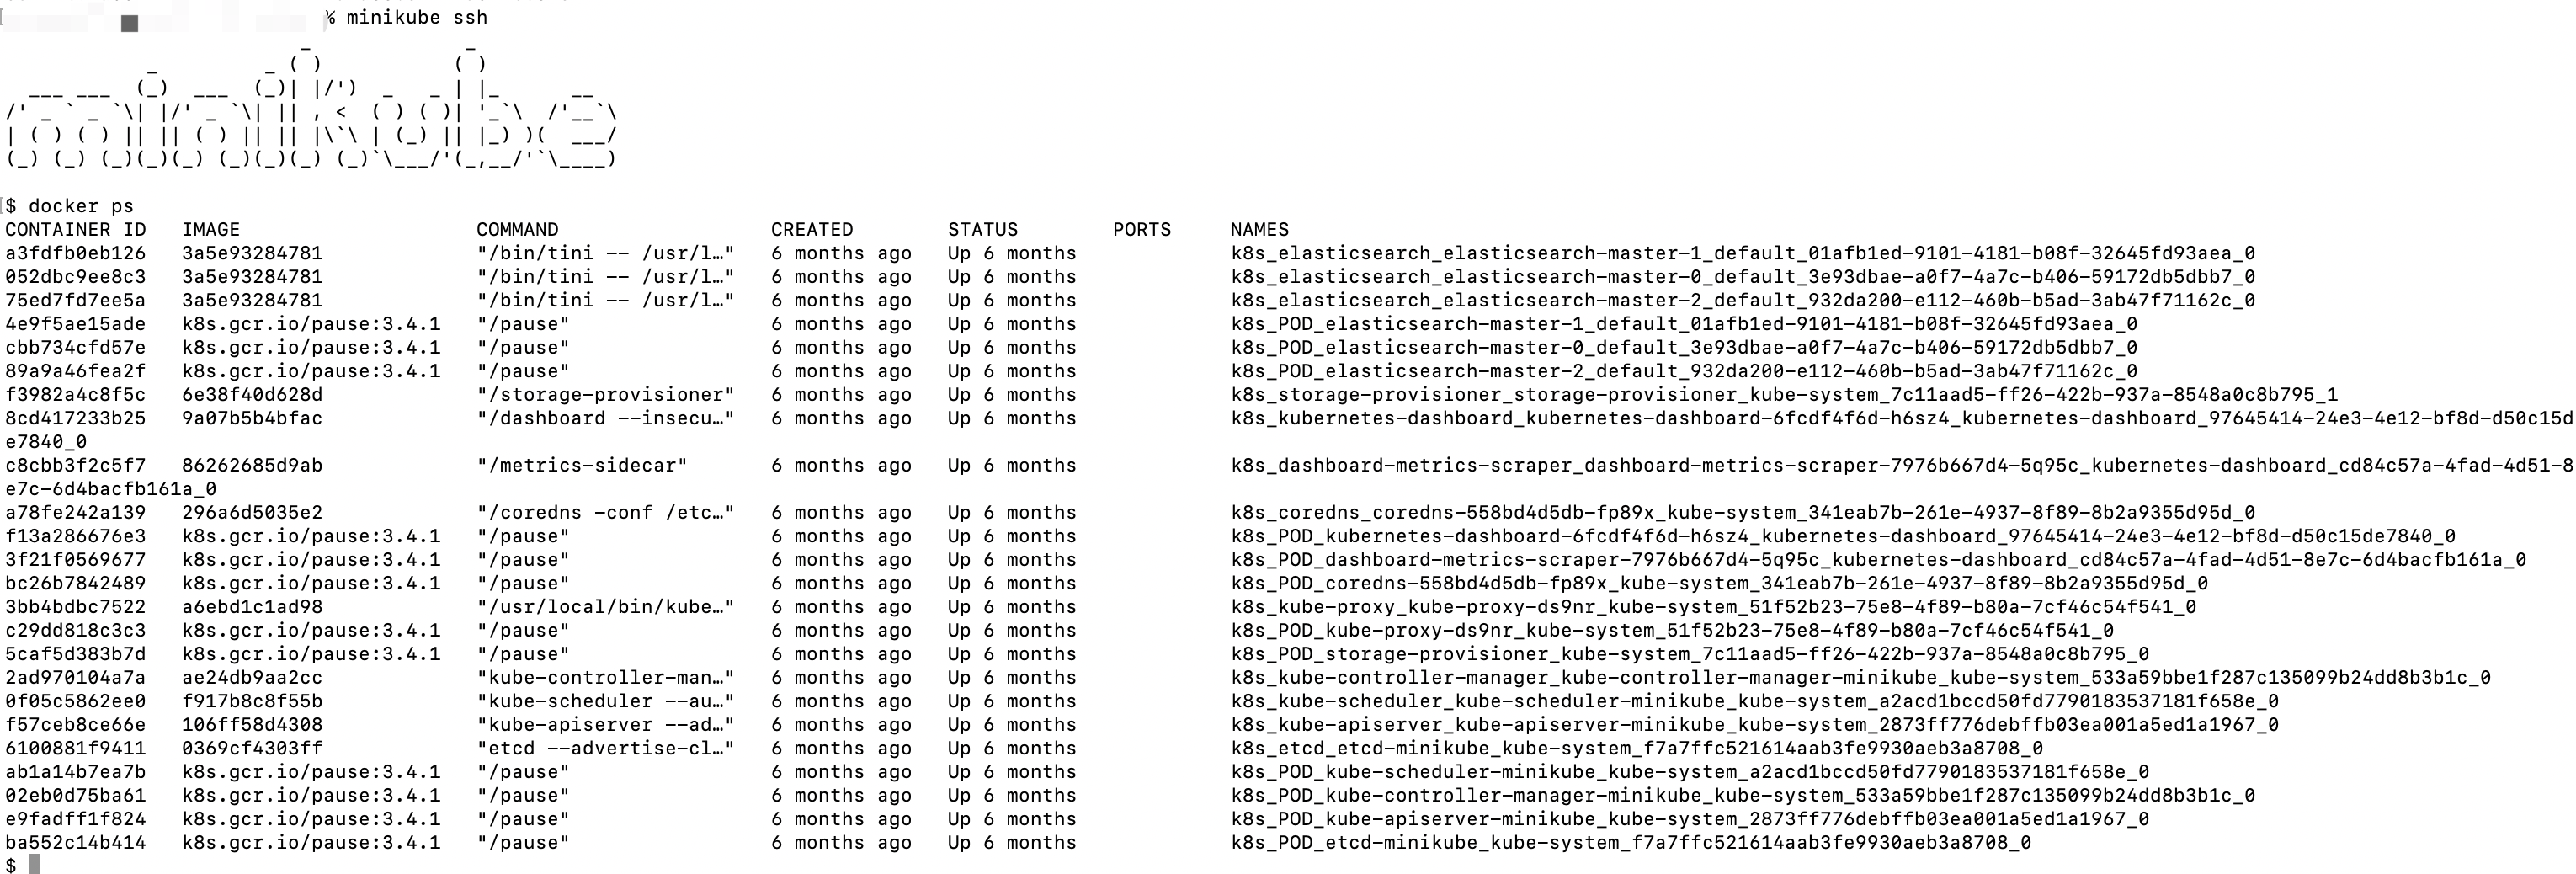 % minikube ssh
$ docker ps
CONTAINER ID   IMAGE                    COMMAND                  CREATED        STATUS        PORTS     NAMES
a3fdfb0eb126   3a5e93284781             "/bin/tini -- /usr/l…"   6 months ago   Up 6 months             k8s_elasticsearch_elasticsearch-master-1_default_01afb1ed-9101-4181-b08f-32645fd93aea_0
052dbc9ee8c3   3a5e93284781             "/bin/tini -- /usr/l…"   6 months ago   Up 6 months             k8s_elasticsearch_elasticsearch-master-0_default_3e93dbae-a0f7-4a7c-b406-59172db5dbb7_0
75ed7fd7ee5a   3a5e93284781             "/bin/tini -- /usr/l…"   6 months ago   Up 6 months             k8s_elasticsearch_elasticsearch-master-2_default_932da200-e112-460b-b5ad-3ab47f71162c_0
4e9f5ae15ade   k8s.gcr.io/pause:3.4.1   "/pause"                 6 months ago   Up 6 months             k8s_POD_elasticsearch-master-1_default_01afb1ed-9101-4181-b08f-32645fd93aea_0
cbb734cfd57e   k8s.gcr.io/pause:3.4.1   "/pause"                 6 months ago   Up 6 months             k8s_POD_elasticsearch-master-0_default_3e93dbae-a0f7-4a7c-b406-59172db5dbb7_0
89a9a46fea2f   k8s.gcr.io/pause:3.4.1   "/pause"                 6 months ago   Up 6 months             k8s_POD_elasticsearch-master-2_default_932da200-e112-460b-b5ad-3ab47f71162c_0
f3982a4c8f5c   6e38f40d628d             "/storage-provisioner"   6 months ago   Up 6 months             k8s_storage-provisioner_storage-provisioner_kube-system_7c11aad5-ff26-422b-937a-8548a0c8b795_1
8cd417233b25   9a07b5b4bfac             "/dashboard --insecu…"   6 months ago   Up 6 months             k8s_kubernetes-dashboard_kubernetes-dashboard-6fcdf4f6d-h6sz4_kubernetes-dashboard_97645414-24e3-4e12-bf8d-d50c15d
e7840_0
c8cbb3f2c5f7   86262685d9ab             "/metrics-sidecar"       6 months ago   Up 6 months             k8s_dashboard-metrics-scraper_dashboard-metrics-scraper-7976b667d4-5q95c_kubernetes-dashboard_cd84c57a-4fad-4d51-8
e7c-6d4bacfb161a_0
a78fe242a139   296a6d5035e2             "/coredns -conf /etc…"   6 months ago   Up 6 months             k8s_coredns_coredns-558bd4d5db-fp89x_kube-system_341eab7b-261e-4937-8f89-8b2a9355d95d_0
f13a286676e3   k8s.gcr.io/pause:3.4.1   "/pause"                 6 months ago   Up 6 months             k8s_POD_kubernetes-dashboard-6fcdf4f6d-h6sz4_kubernetes-dashboard_97645414-24e3-4e12-bf8d-d50c15de7840_0
3f21f0569677   k8s.gcr.io/pause:3.4.1   "/pause"                 6 months ago   Up 6 months             k8s_POD_dashboard-metrics-scraper-7976b667d4-5q95c_kubernetes-dashboard_cd84c57a-4fad-4d51-8e7c-6d4bacfb161a_0
bc26b7842489   k8s.gcr.io/pause:3.4.1   "/pause"                 6 months ago   Up 6 months             k8s_POD_coredns-558bd4d5db-fp89x_kube-system_341eab7b-261e-4937-8f89-8b2a9355d95d_0
3bb4bdbc7522   a6ebd1c1ad98             "/usr/local/bin/kube…"   6 months ago   Up 6 months             k8s_kube-proxy_kube-proxy-ds9nr_kube-system_51f52b23-75e8-4f89-b80a-7cf46c54f541_0
c29dd818c3c3   k8s.gcr.io/pause:3.4.1   "/pause"                 6 months ago   Up 6 months             k8s_POD_kube-proxy-ds9nr_kube-system_51f52b23-75e8-4f89-b80a-7cf46c54f541_0
5caf5d383b7d   k8s.gcr.io/pause:3.4.1   "/pause"                 6 months ago   Up 6 months             k8s_POD_storage-provisioner_kube-system_7c11aad5-ff26-422b-937a-8548a0c8b795_0
2ad970104a7a   ae24db9aa2cc             "kube-controller-man…"   6 months ago   Up 6 months             k8s_kube-controller-manager_kube-controller-manager-minikube_kube-system_533a59bbe1f287c135099b24dd8b3b1c_0
0f05c5862ee0   f917b8c8f55b             "kube-scheduler --au…"   6 months ago   Up 6 months             k8s_kube-scheduler_kube-scheduler-minikube_kube-system_a2acd1bccd50fd7790183537181f658e_0
f57ceb8ce66e   106ff58d4308             "kube-apiserver --ad…"   6 months ago   Up 6 months             k8s_kube-apiserver_kube-apiserver-minikube_kube-system_2873ff776debffb03ea001a5ed1a1967_0
6100881f9411   0369cf4303ff             "etcd --advertise-cl…"   6 months ago   Up 6 months             k8s_etcd_etcd-minikube_kube-system_f7a7ffc521614aab3fe9930aeb3a8708_0
ab1a14b7ea7b   k8s.gcr.io/pause:3.4.1   "/pause"                 6 months ago   Up 6 months             k8s_POD_kube-scheduler-minikube_kube-system_a2acd1bccd50fd7790183537181f658e_0
02eb0d75ba61   k8s.gcr.io/pause:3.4.1   "/pause"                 6 months ago   Up 6 months             k8s_POD_kube-controller-manager-minikube_kube-system_533a59bbe1f287c135099b24dd8b3b1c_0
e9fadff1f824   k8s.gcr.io/pause:3.4.1   "/pause"                 6 months ago   Up 6 months             k8s_POD_kube-apiserver-minikube_kube-system_2873ff776debffb03ea001a5ed1a1967_0
ba552c14b414   k8s.gcr.io/pause:3.4.1   "/pause"                 6 months ago   Up 6 months             k8s_POD_etcd-minikube_kube-system_f7a7ffc521614aab3fe9930aeb3a8708_0
$